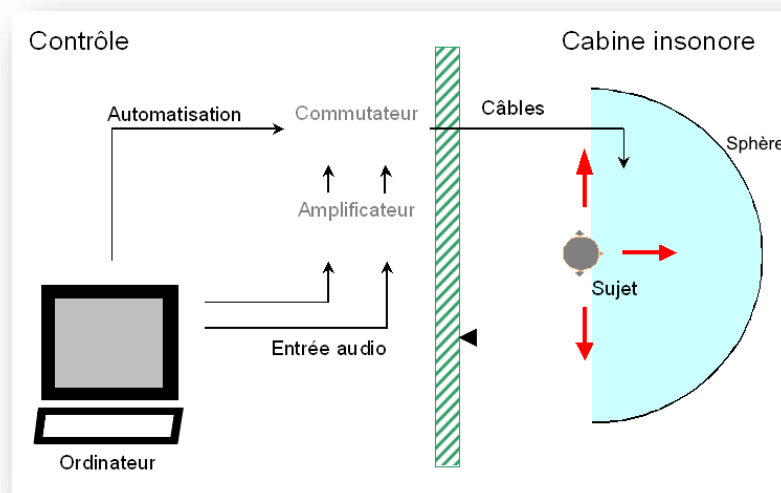 Contrôle
Cabine insonore
Automatisation
Commutateur
Câbles
Sphère
Amplificateur
Sujet
Entrée audio
Ordinateur